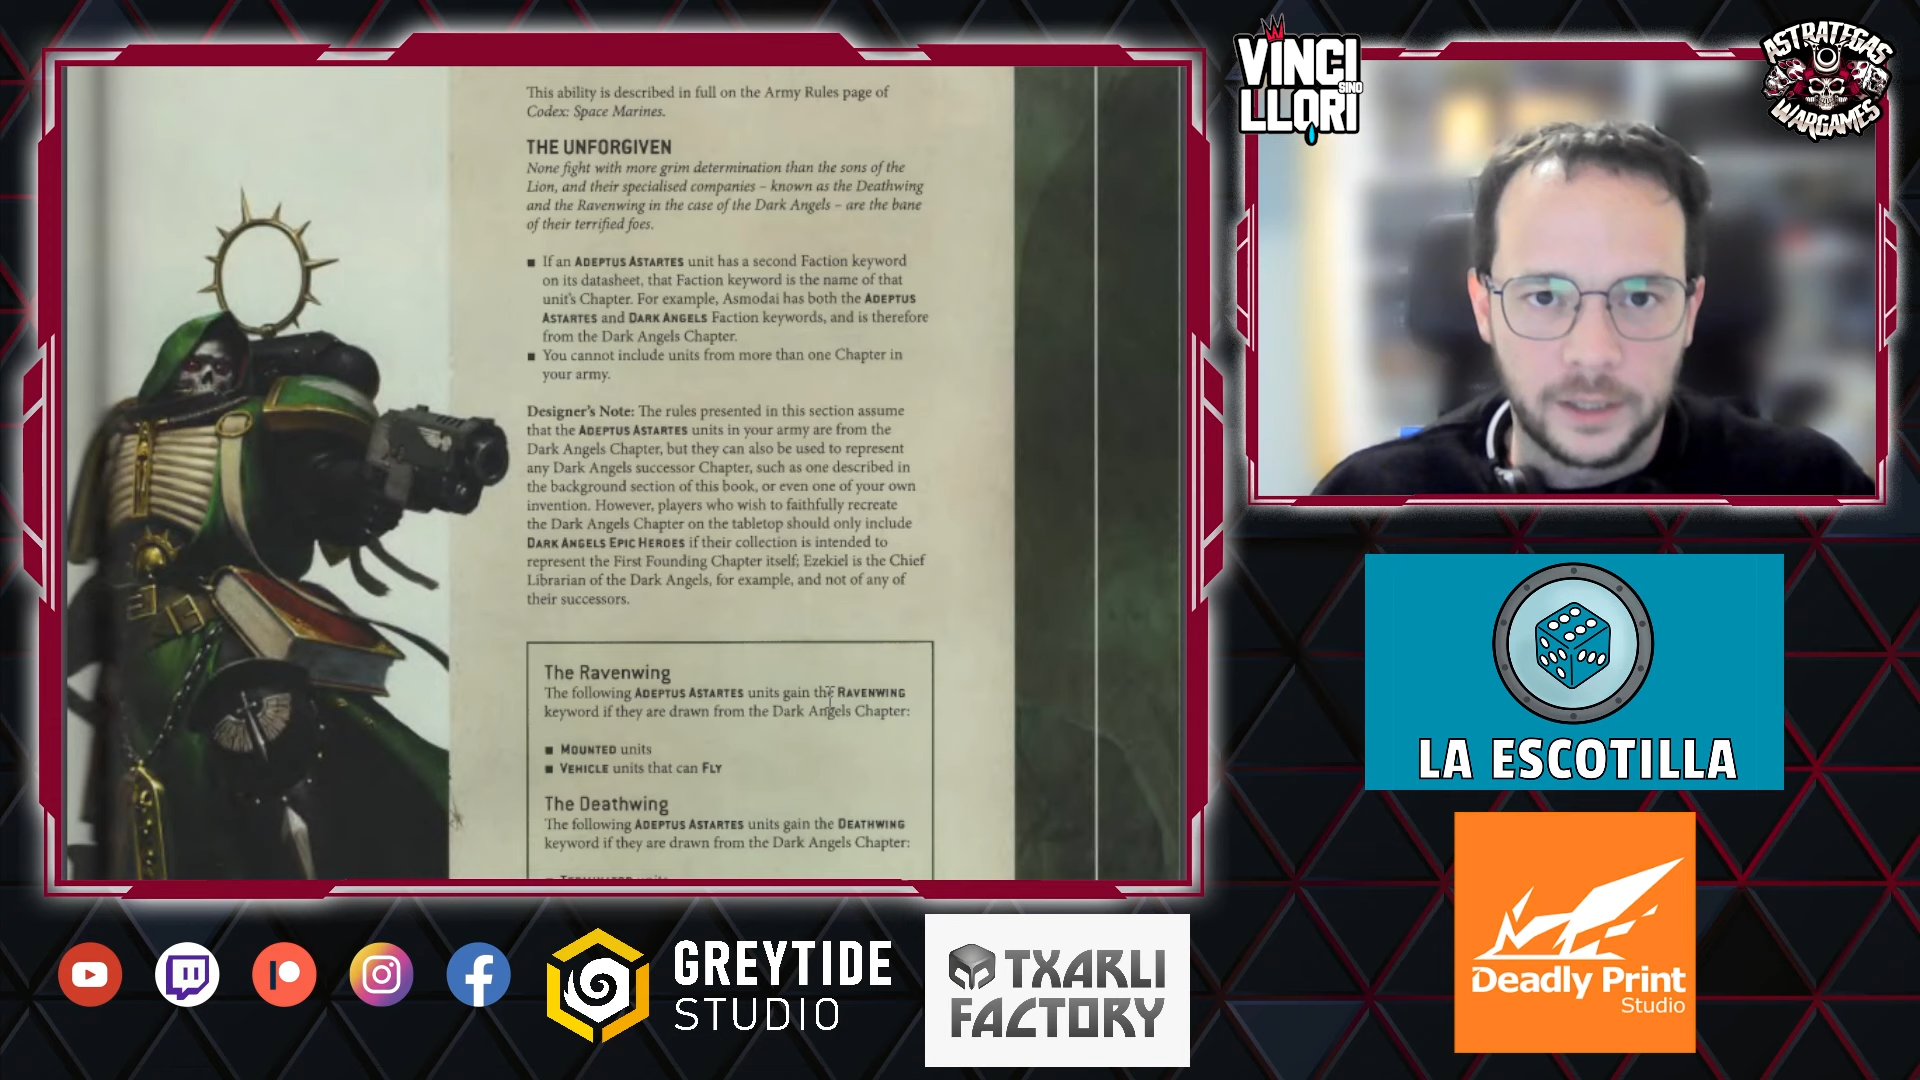 This ability is described in full on the Army Rules page of
Codex: Space Marines.
THE UNFORGIVEN
None fight with more grim determination than the sons of the
Lion, and their specialised companies – known as the Deathwing
and the Ravenwing in the case of the Dark Angels – are the bane
of their terrified foes.
■ If an ADEPTUS ASTARTES unit has a second Faction keyword
on its datasheet, that Faction keyword is the name of that
unit's Chapter. For example, Asmodai has both the ADEPTUS
ASTARTES and DARK ANGELS Faction keywords, and is therefore
from the Dark Angels Chapter.
■ You cannot include units from more than one Chapter in
your army.
Designer's Note: The rules presented in this section assume
that the ADEPTUS ASTARTES units in your army are from the
Dark Angels Chapter, but they can also be used to represent
any Dark Angels successor Chapter, such as one described in
the background section of this book, or even one of your own
invention. However, players who wish to faithfully recreate
the Dark Angels Chapter on the tabletop should only include
DARK ANGELS EPIC HEROES if their collection is intended to
represent the First Founding Chapter itself; Ezekiel is the Chief
Librarian of the Dark Angels, for example, and not of any of
their successors.
The Ravenwing
The following ADEPTUS ASTARTES units gain the RAVENWING
keyword if they are drawn from the Dark Angels Chapter:
■ MOUNTED units
■ VEHICLE units that can FLY
The Deathwing
The following ADEPTUS ASTARTES units gain the DEATHWING
keyword if they are drawn from the Dark Angels Chapter:
VINCI
SINO
LLORI
ASTRATEGAS
WARGAMES
LA ESCOTILLA
Deadly Print
Studio
GREYTIDE
STUDIO
TXARLI
FACTORY